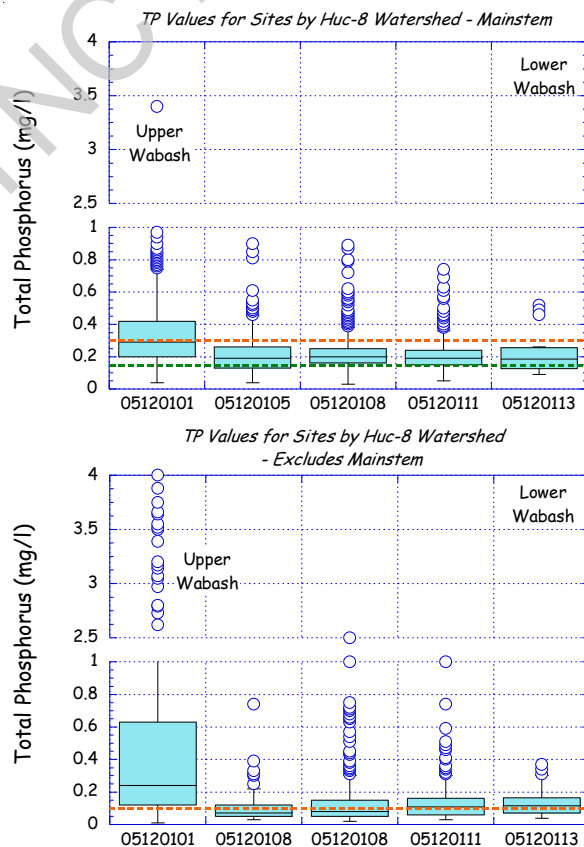 TP Values for Sites by Huc-8 Watershed - Mainstem
Total Phosphorus (mg/l)
4
3.5
3
2.5
1
0.8
0.6
0.4
0.2
0
Upper
Wabash
Lower
Wabash
05120101 05120105 05120108 05120111 05120113
TP Values for Sites by Huc-8 Watershed
- Excludes Mainstem
Total Phosphorus (mg/l)
4
3.5
3
2.5
1
0.8
0.6
0.4
0.2
0
Upper
Wabash
Lower
Wabash
05120101 05120108 05120108 05120111 05120113